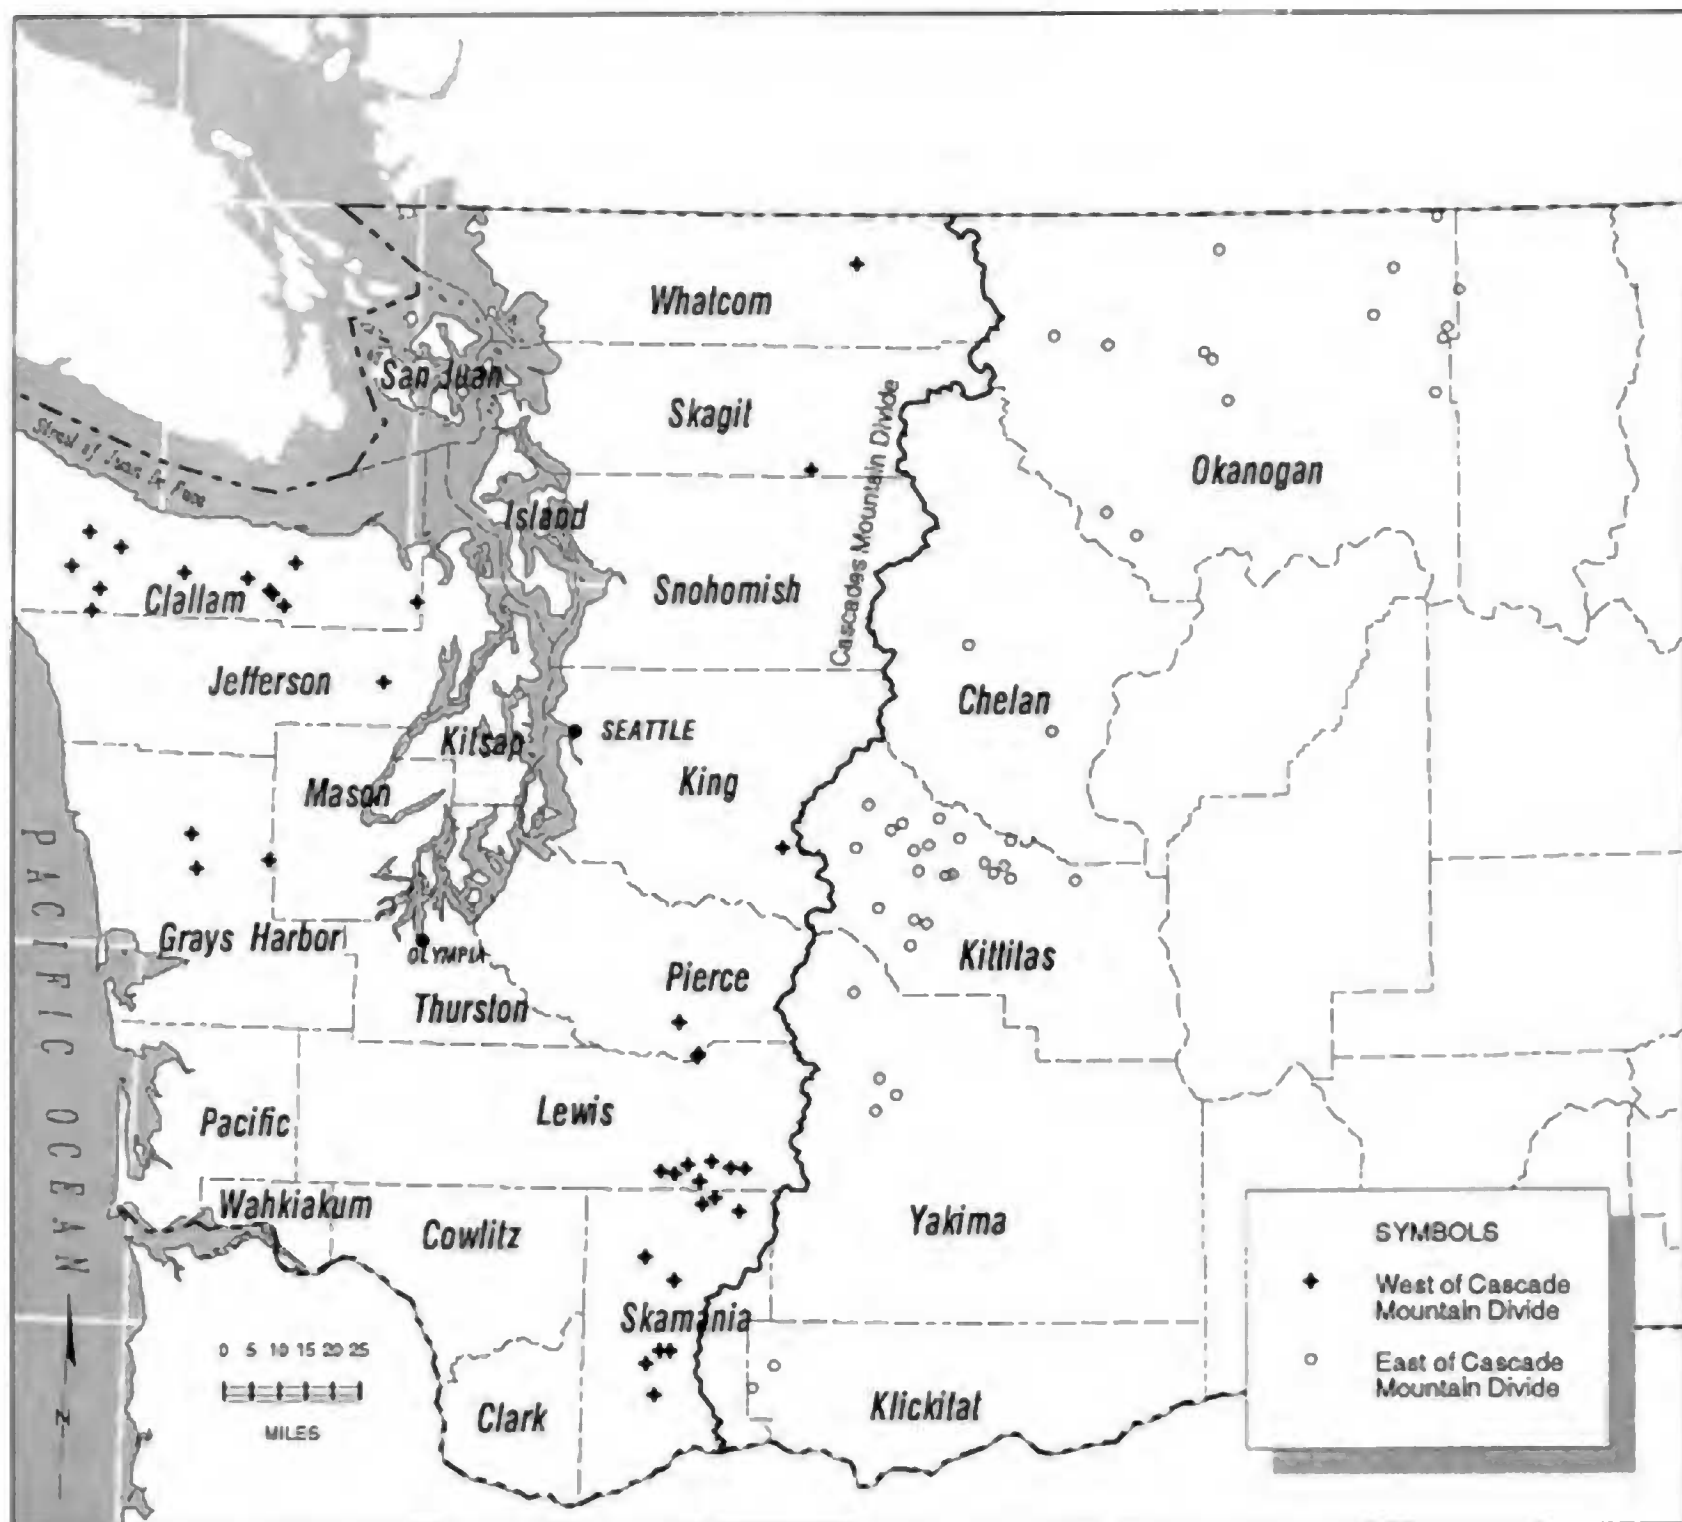 Whatcom
San Juan
Skagit
Strait of Juan De Fuca
Cascades Mountain Divide
Okanogan
Island
Clallam
Snohomish
Jefferson
Chelan
Kitsap
SEATTLE
Mason
King
PACIFIC OCEAN
Grays Harbor
OLYMPIA
Kittitas
Pierce
Thurston
Lewis
Pacific
Wahkiakum
Cowlitz
Yakima
SYMBOLS
West of Cascade
Mountain Divide
East of Cascade
Mountain Divide
Skamania
0 5 10 15 20 25
MILES
N
Clark
Klickitat